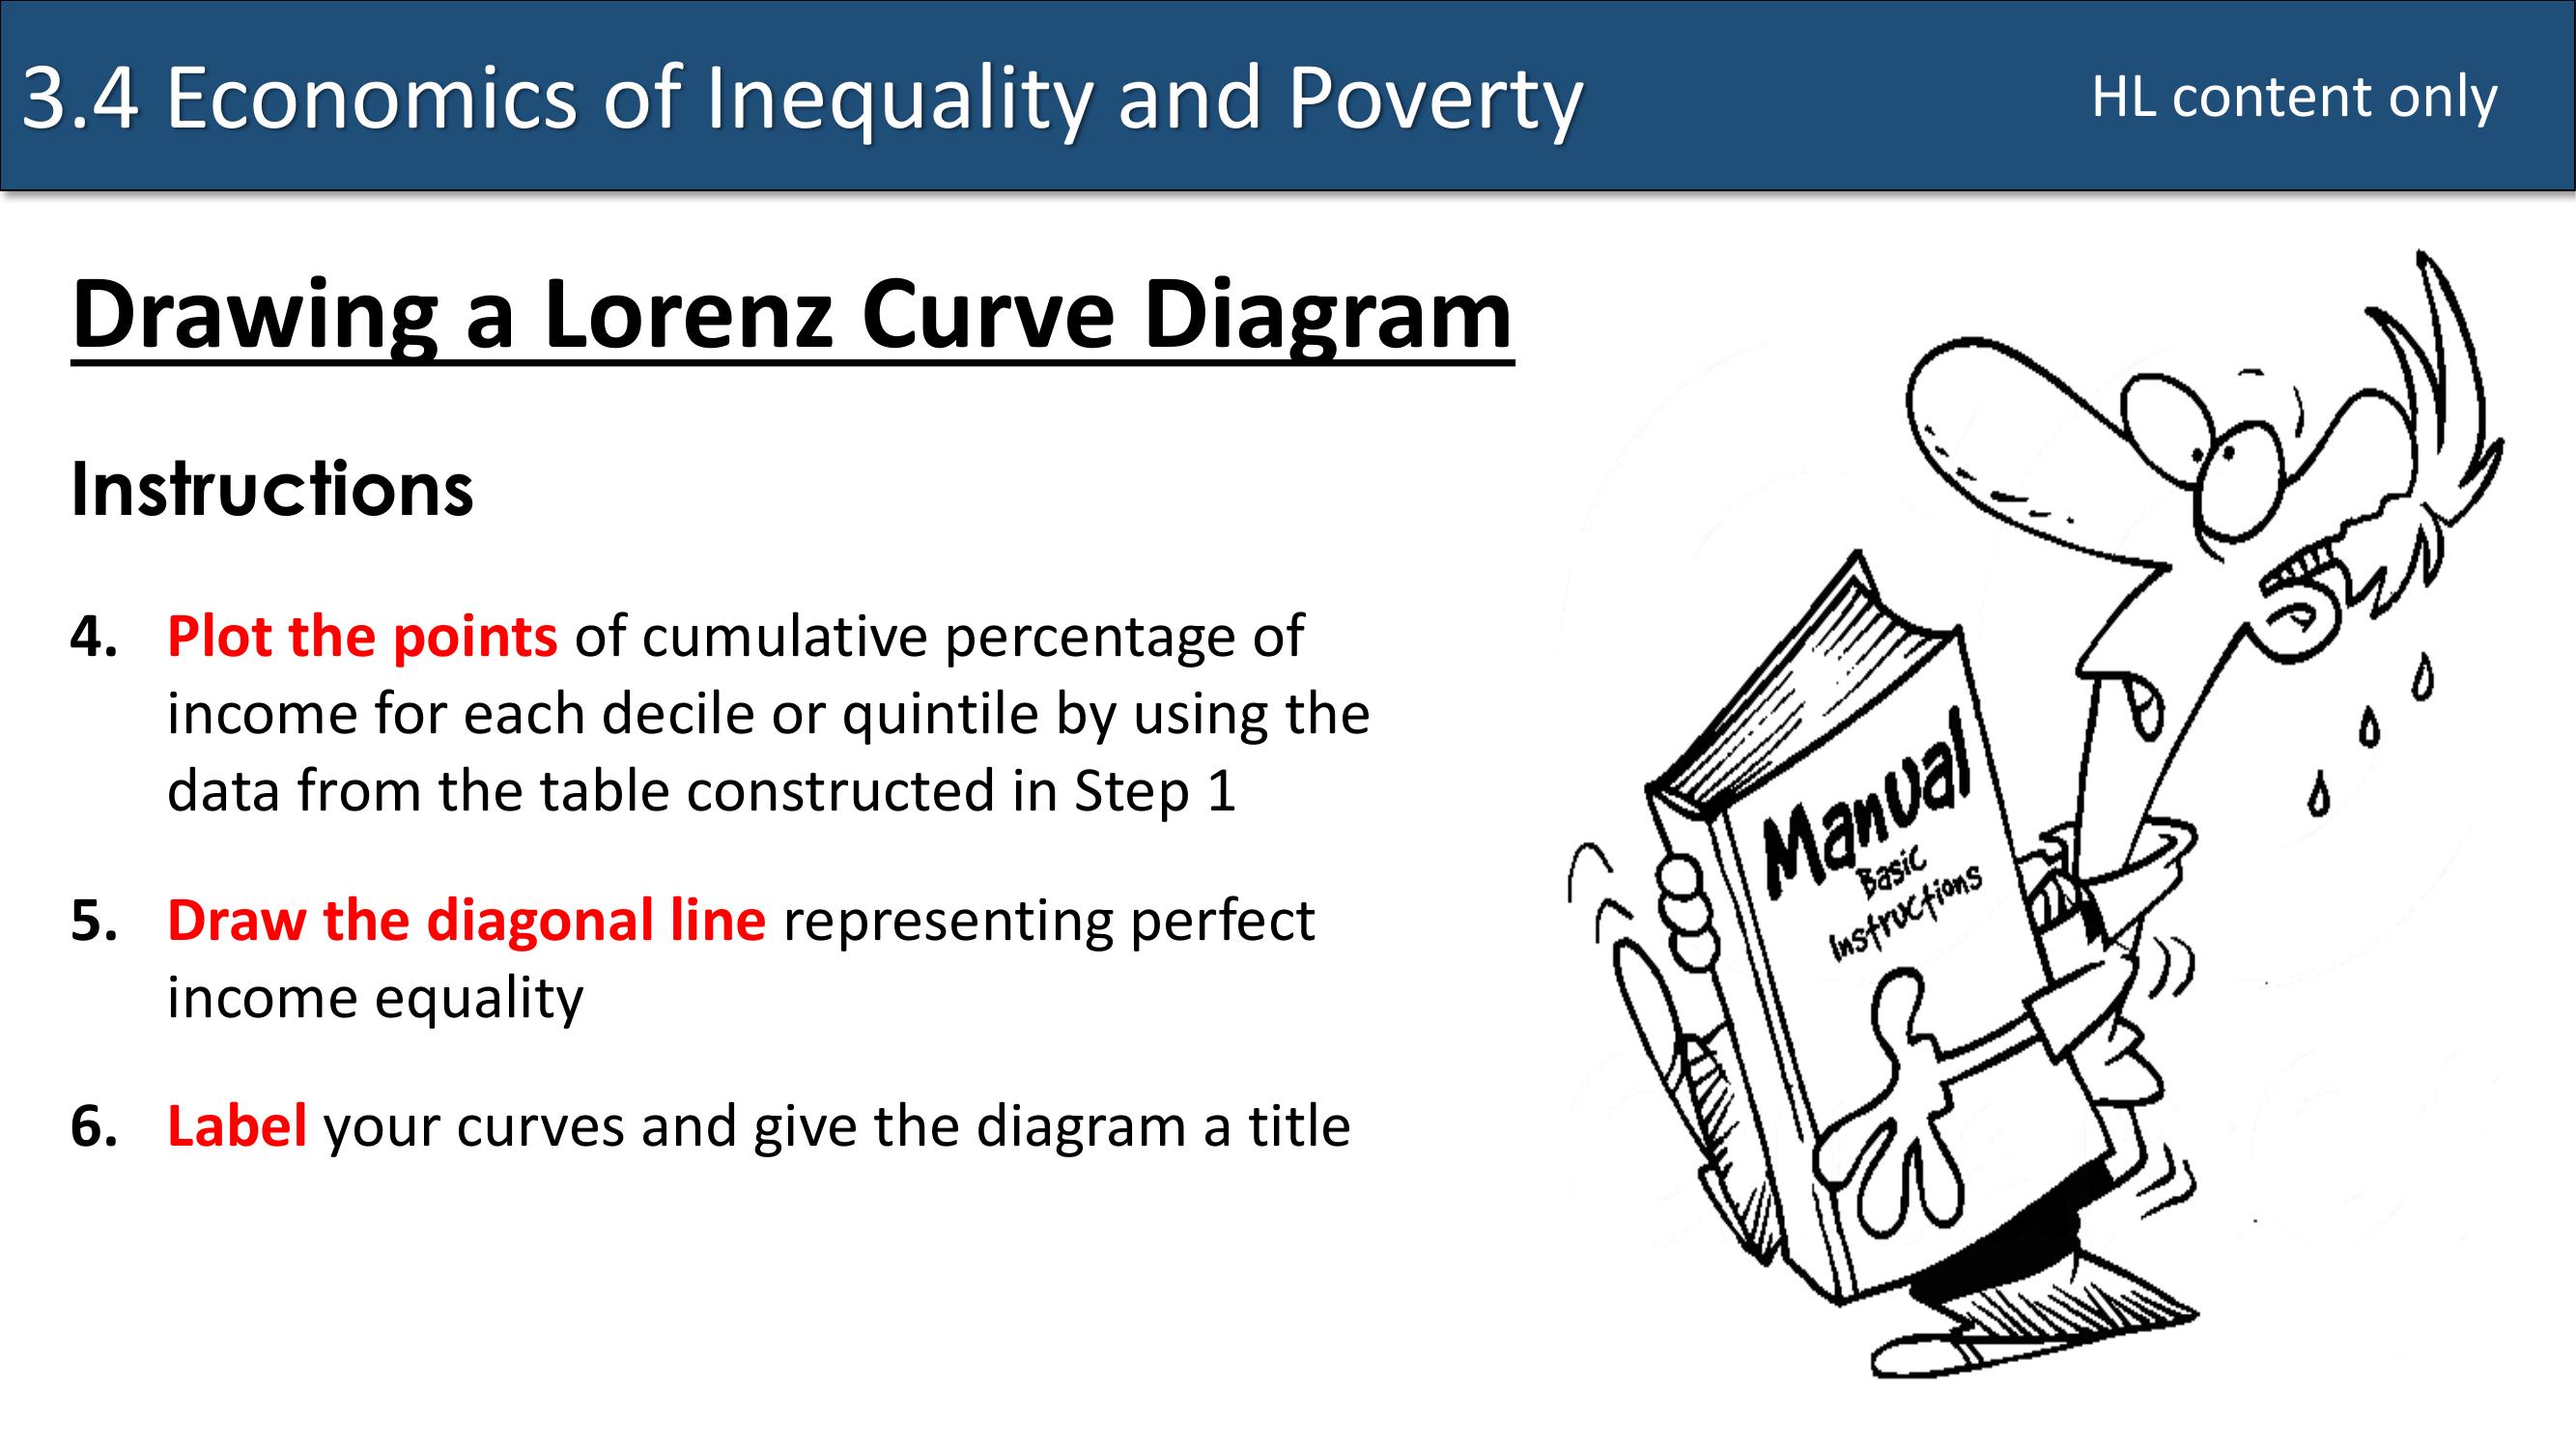 3.4 Economics of Inequality and Poverty
HL content only
Drawing a Lorenz Curve Diagram
Instructions
4. Plot the points of cumulative percentage of
income for each decile or quintile by using the
data from the table constructed in Step 1
5. Draw the diagonal line representing perfect
income equality
6. Label your curves and give the diagram a title
Manual
Basic
Instructions